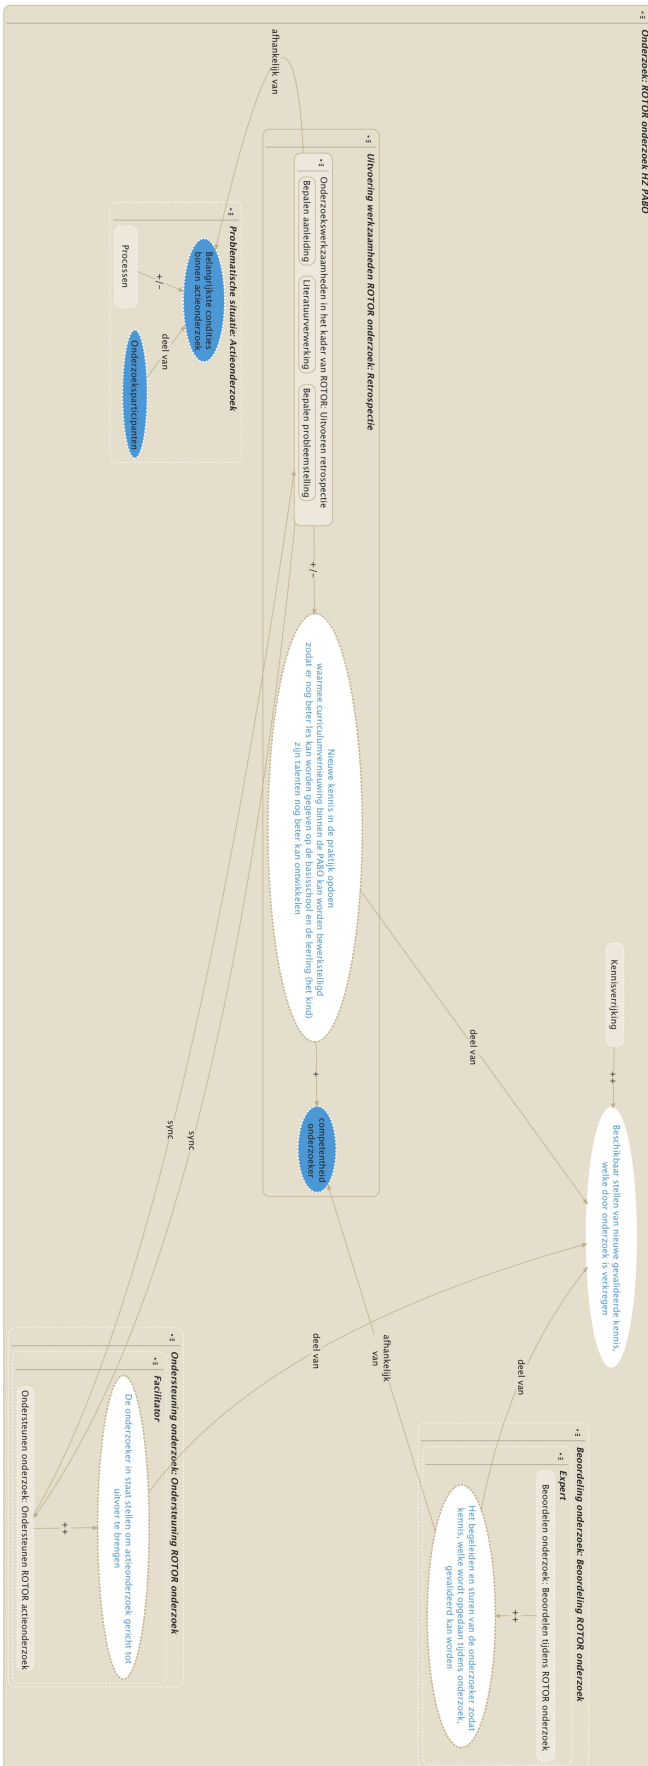 Onderzoek: ROTOR onderzoek HZ PABO
Kennisverrijking
++
Beschikbaar stellen van nieuwe gevalideerde kennis,
welke door onderzoek is verkregen
deel van
deel van
deel van
Beoordeling onderzoek: Beoordeling ROTOR onderzoek
Expert
Beoordelen onderzoek: Beoordelen tijdens ROTOR onderzoek
++
Het begeleiden en sturen van de onderzoeker zodat
kennis, welke wordt opgedaan tijdens onderzoek,
gevalideerd kan worden
afhankelijk
van
Uitvoering werkzaamheden ROTOR onderzoek: Retrospectie
Onderzoekswerkzaamheden in het kader van ROTOR: Uitvoeren retrospectie
Bepalen aanleiding
Literatuurverwerking
Bepalen probleemstelling
+/-
Nieuwe kennis in de praktijk opdoen
waarmee curriculumvernieuwing binnen de PABO kan worden bewerkstelligd
zodat er nog beter les kan worden gegeven op de basisschool en de leerling (het kind)
zijn talenten nog beter kan ontwikkelen
+
competentheid
onderzoeker
afhankelijk van
Problematische situatie: Actieonderzoek
Belangrijkste condities
binnen actieonderzoek
+/-
deel van
Processen
Onderzoeksparticipanten
sync
sync
Ondersteuning onderzoek: Ondersteuning ROTOR onderzoek
Facilitator
De onderzoeker in staat stellen om actieonderzoek gericht tot
uitvoer te brengen
++
Ondersteunen onderzoek: Ondersteunen ROTOR actieonderzoek